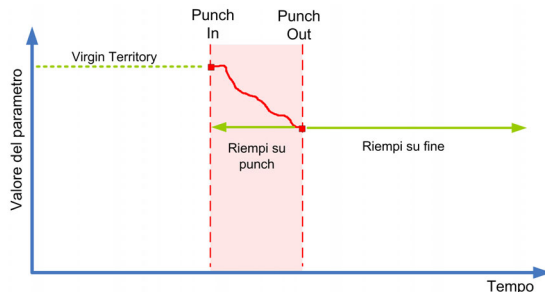 Punch
In
Punch
Out
Virgin Territory
Valore del parametro
Riempi su
punch
Riempi su fine
Tempo